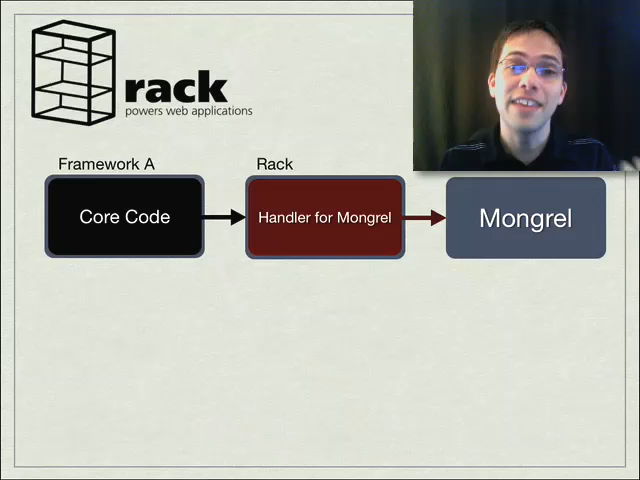 rack
powers web applications
Framework A
Rack
Core Code
Handler for Mongrel
Mongrel